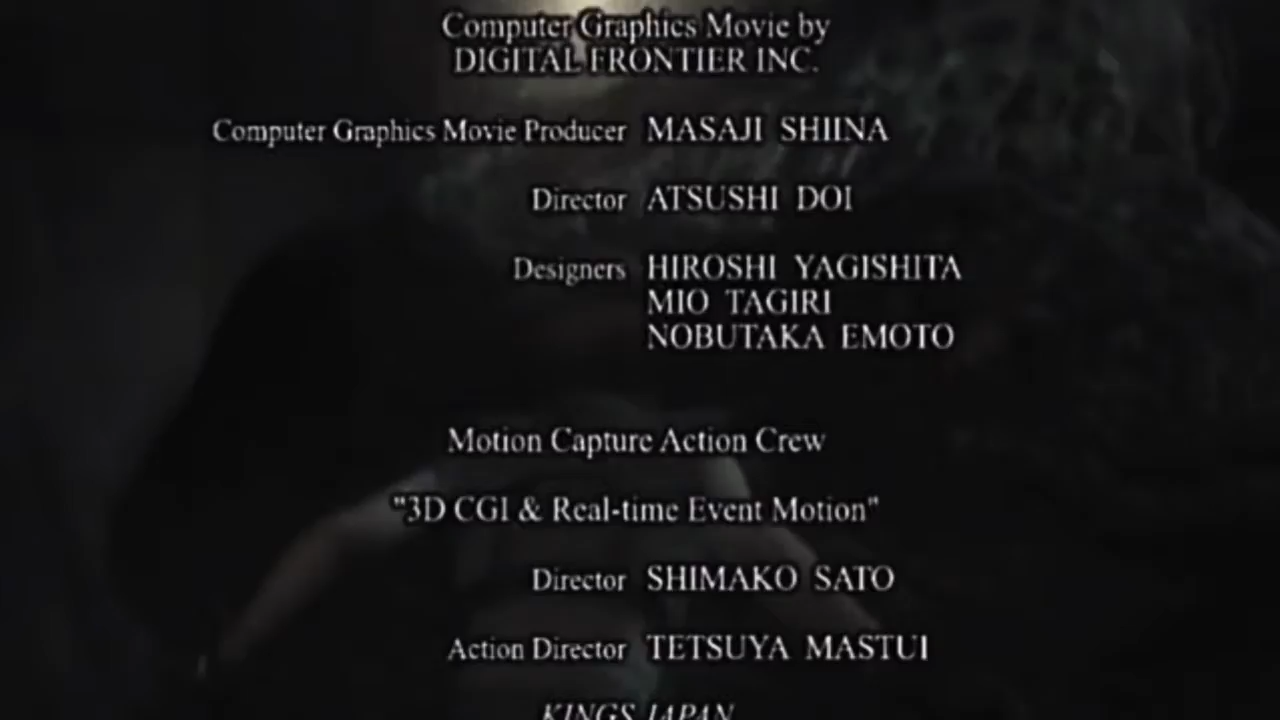 Computer Graphics Movie by
DIGITAL FRONTIER INC.
Computer Graphics Movie Producer MASAJI SHIINA
Director ATSUSHI DOI
Designers HIROSHI YAGISHITA
MIO TAGIRI
NOBUTAKA EMOTO
Motion Capture Action Crew
"3D CGI & Real-time Event Motion"
Director SHIMAKO SATO
Action Director TETSUYA MASTUI
KINGS JAPAN